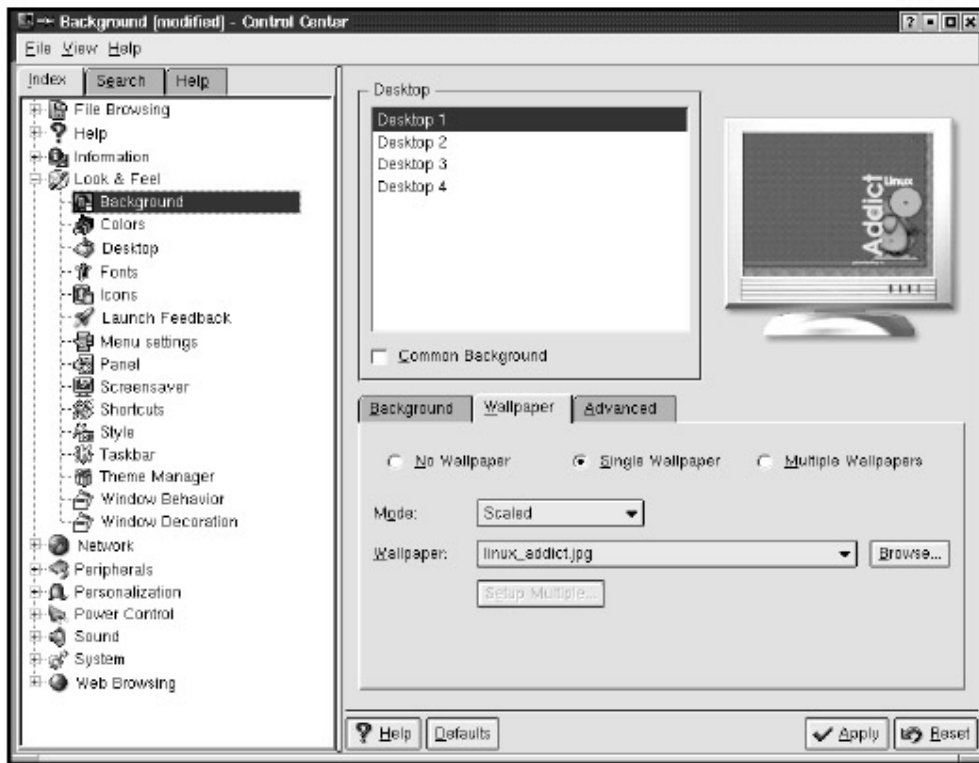 Background [modified] - Control Center
File View Help
Index Search Help
File Browsing
Help
Information
Look & Feel
Background
Colors
Desktop
Fonts
Icons
Launch Feedback
Menu settings
Panel
Screensaver
Shortcuts
Style
Taskbar
Theme Manager
Window Behavior
Window Decoration
Network
Peripherals
Personalization
Power Control
Sound
System
Web Browsing
Desktop
Desktop 1
Desktop 2
Desktop 3
Desktop 4
Common Background
Addict
Linux
Background Wallpaper Advanced
No Wallpaper Single Wallpaper Multiple Wallpapers
Mode: Scaled
Wallpaper: linux_addict.jpg Browse...
Setup Multiple...
Help Defaults Apply Reset